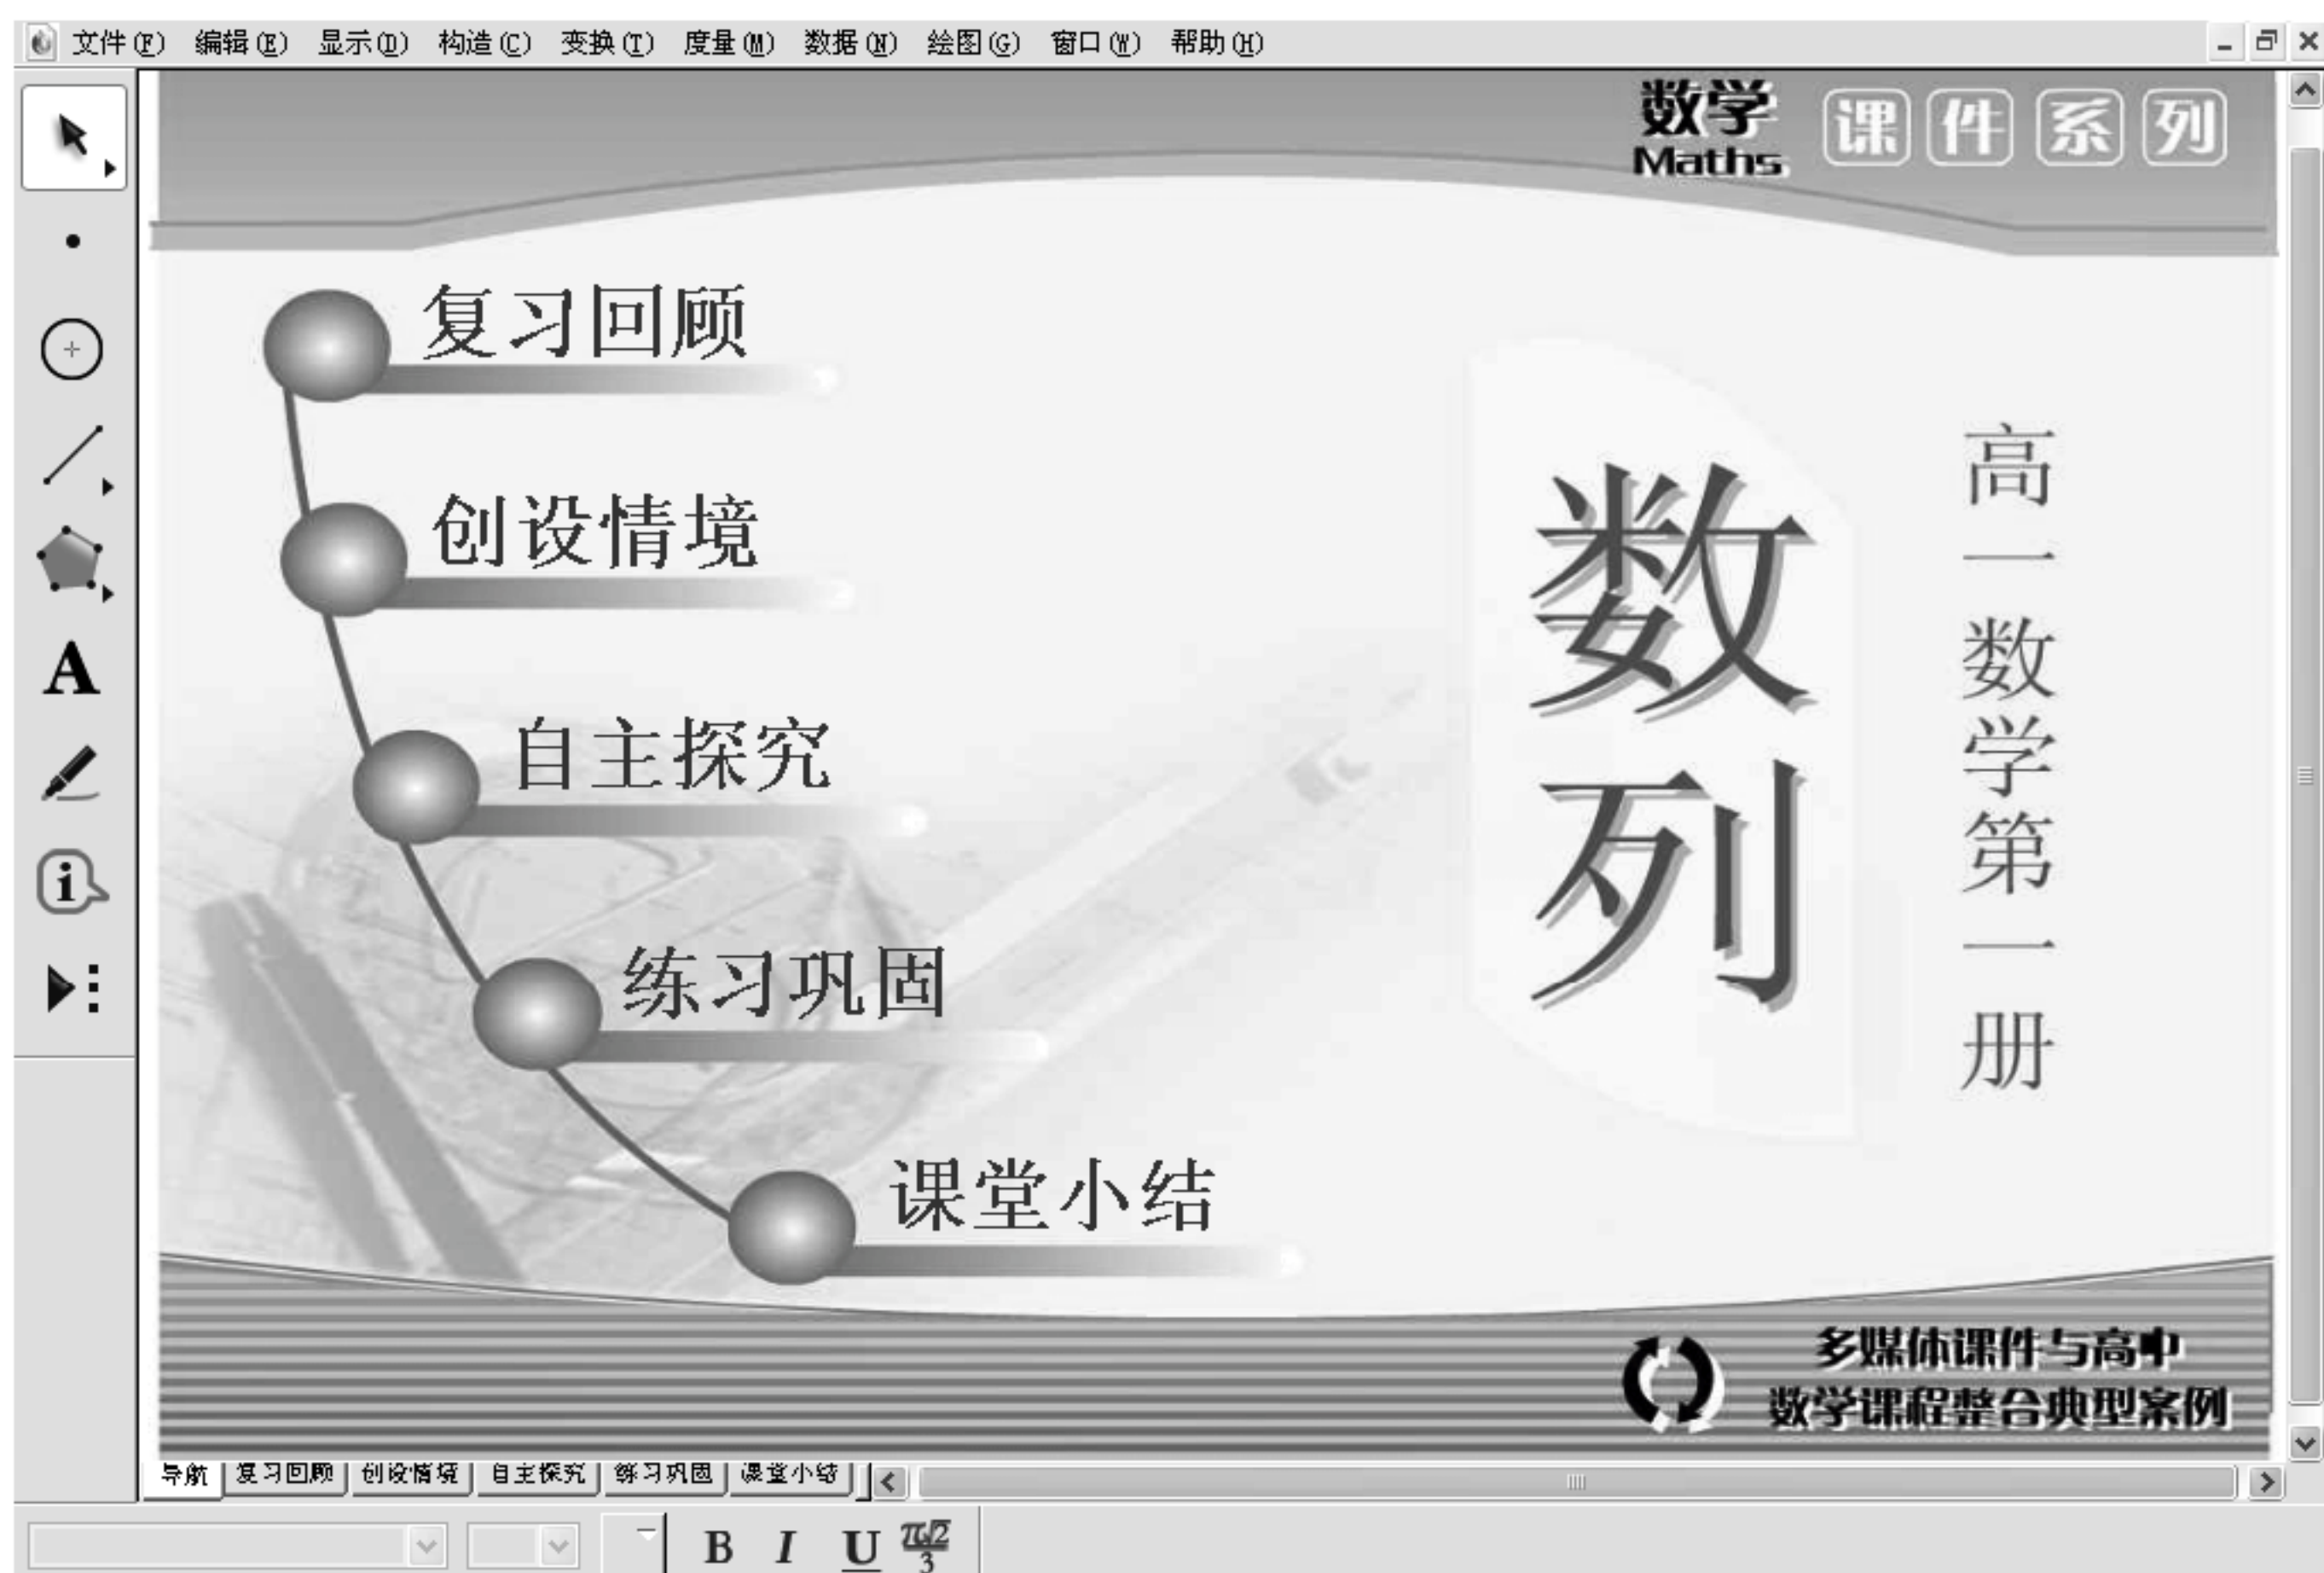 文件(F) 编辑(E) 显示(D) 构造(C) 变换(T) 度量(M) 数据(N) 绘图(G) 窗口(W) 帮助(H)
数学 课件系列
Maths
复习回顾
创设情境
自主探究
练习巩固
课堂小结
数列
高一数学第一册
A
i
多媒体课件与高中
数学课程整合典型案例
导航 复习回顾 创设情境 自主探究 练习巩固 课堂小结
B I U π√2/3